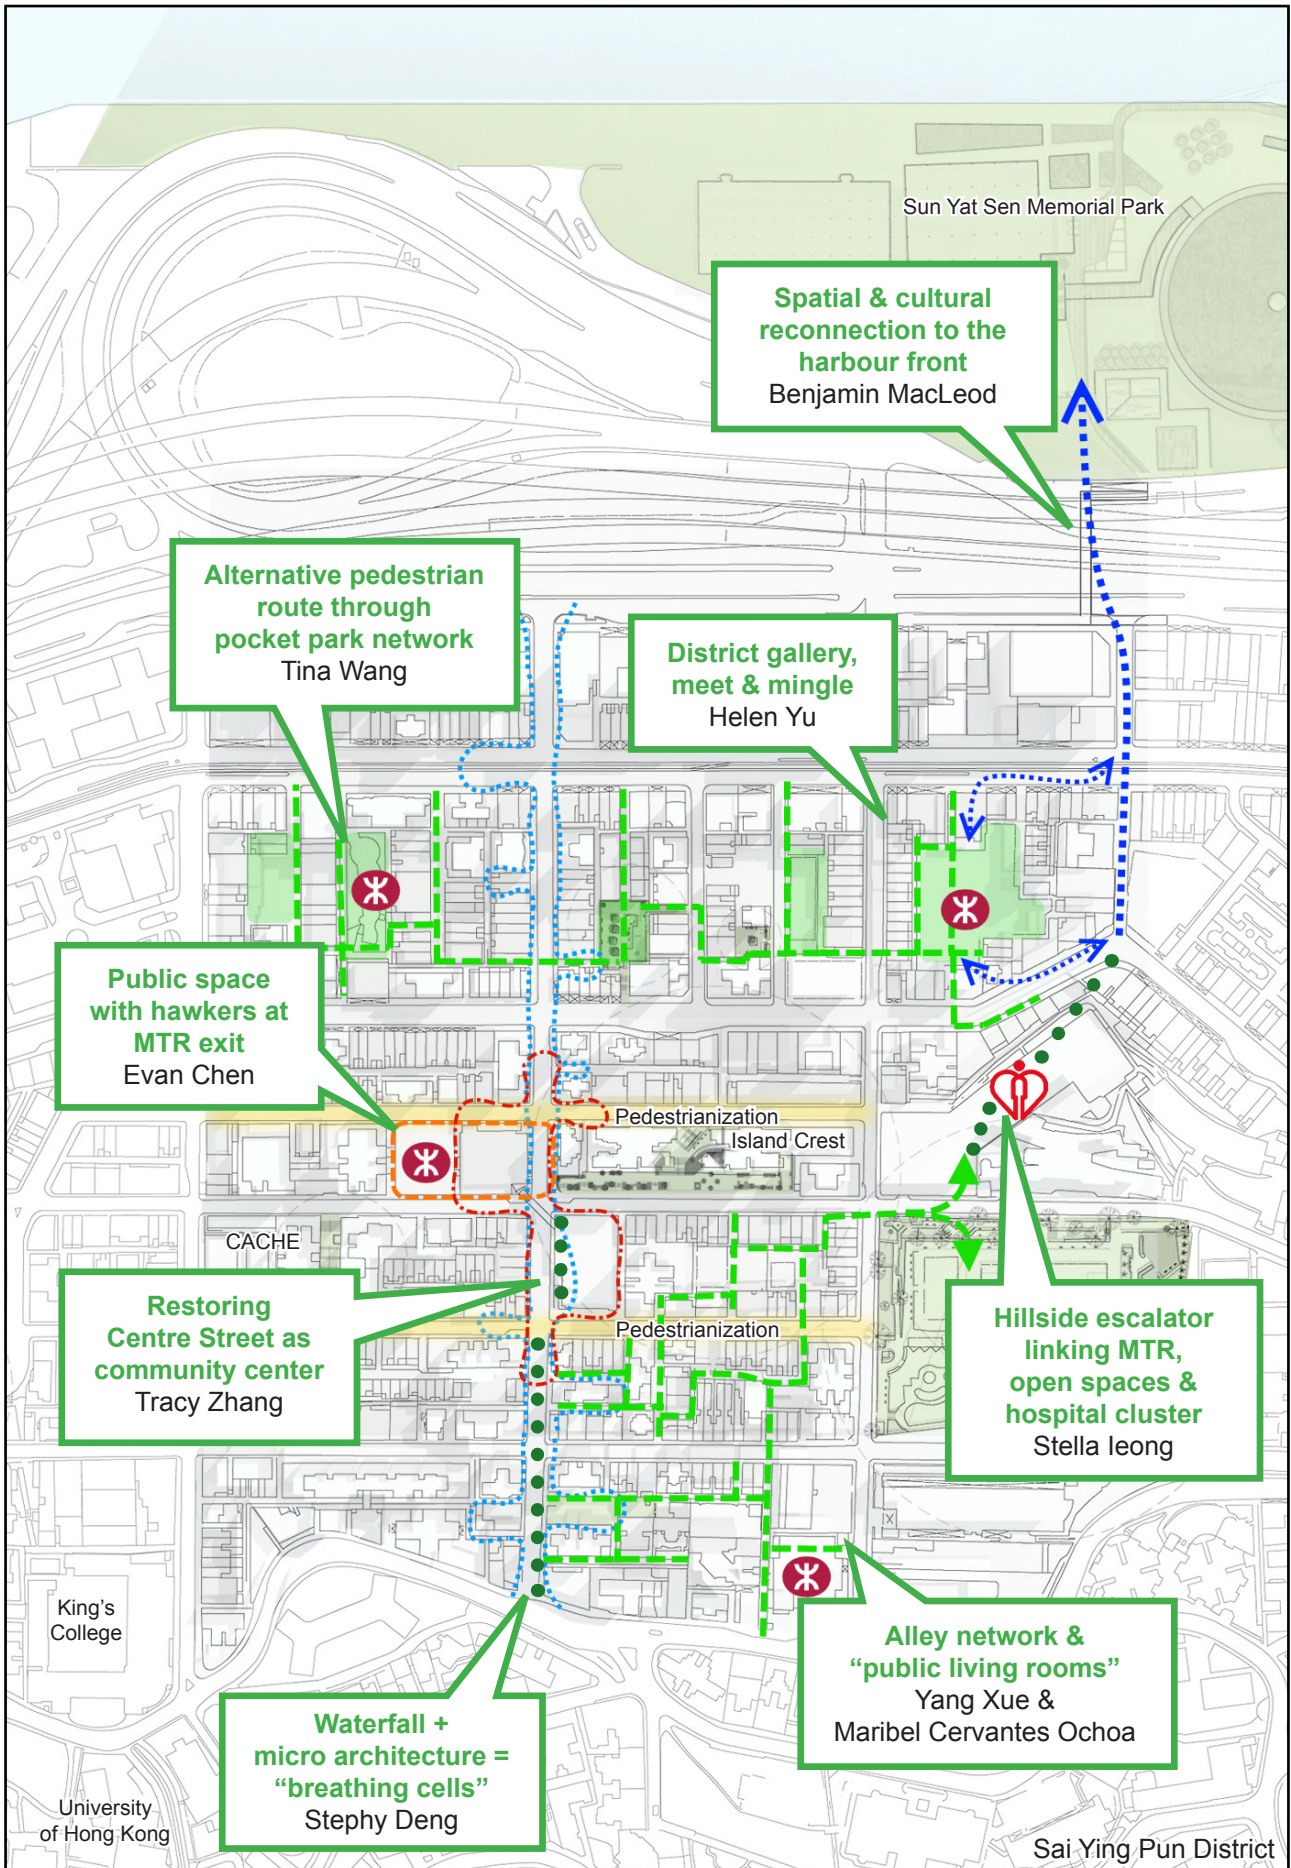 Sun Yat Sen Memorial Park
Spatial & cultural
reconnection to the
harbour front
Benjamin MacLeod
Alternative pedestrian
route through
pocket park network
Tina Wang
District gallery,
meet & mingle
Helen Yu
Public space
with hawkers at
MTR exit
Evan Chen
Pedestrianization
Island Crest
CACHE
Restoring
Centre Street as
community center
Tracy Zhang
Pedestrianization
Hillside escalator
linking MTR,
open spaces &
hospital cluster
Stella Ieong
King's
College
Alley network &
“public living rooms”
Yang Xue &
Maribel Cervantes Ochoa
Waterfall +
micro architecture =
“breathing cells”
Stephy Deng
University
of Hong Kong
Sai Ying Pun District